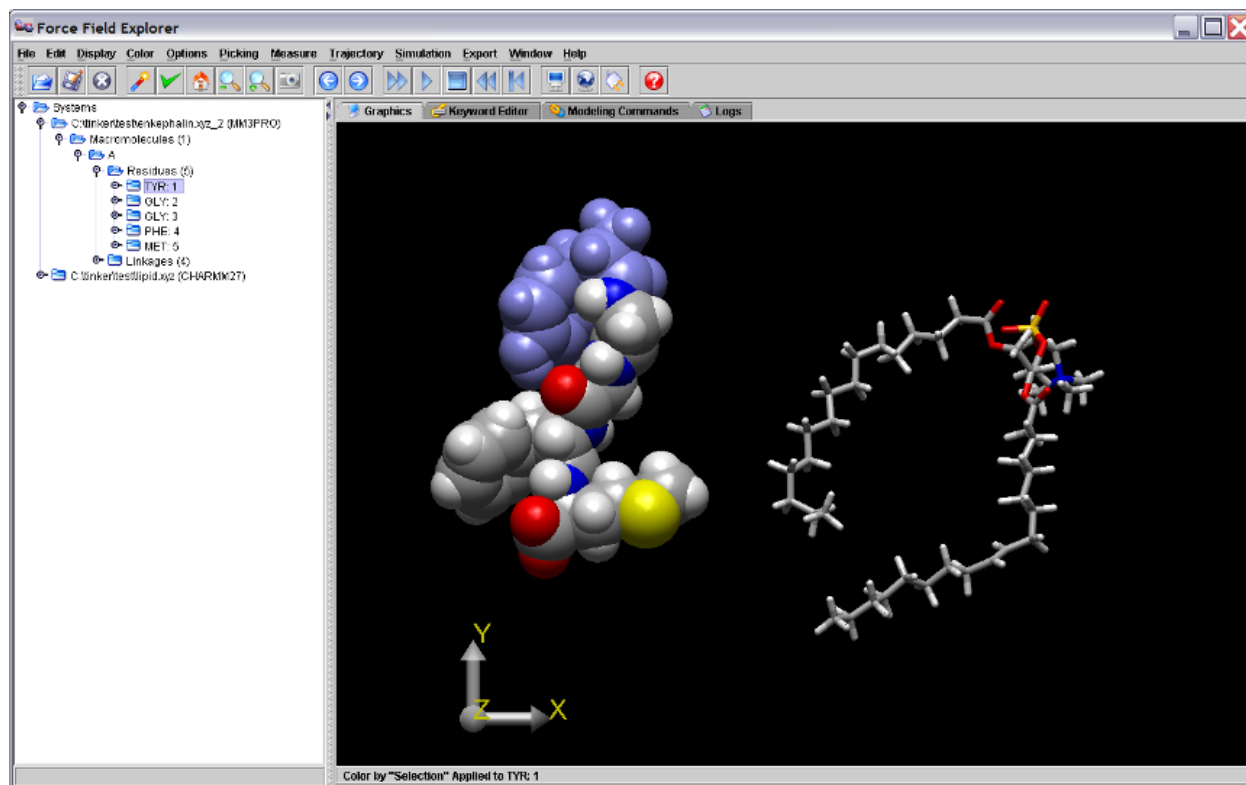 Force Field Explorer
File Edit Display Color Options Picking Measure Trajectory Simulation Export Window Help
Systems
C:\tinker\test\enkephalin.xyz_2 (MM3PRO)
Macromolecules (1)
A
Residues (5)
TYR: 1
GLY: 2
GLY: 3
PHE: 4
MET: 5
Linkages (4)
C:\tinker\test\lipid.xyz (CHARMM27)
Graphics Keyword Editor Modeling Commands Logs
Y
Z X
Color by "Selection" Applied to TYR: 1